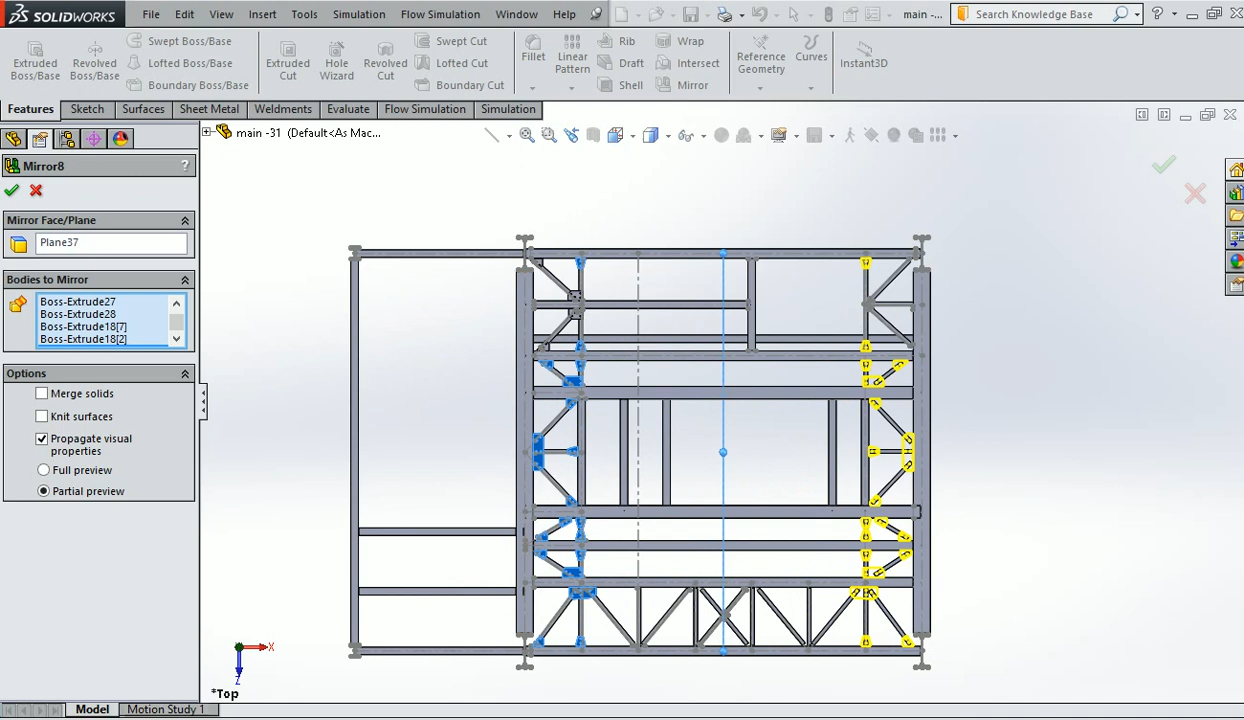 SOLIDWORKS File Edit View Insert Tools Simulation Flow Simulation Window Help main -... Search Knowledge Base ?
Extruded Boss/Base
Revolved Boss/Base
Swept Boss/Base
Lofted Boss/Base
Boundary Boss/Base
Extruded Cut
Hole Wizard
Revolved Cut
Swept Cut
Lofted Cut
Boundary Cut
Fillet
Linear Pattern
Rib
Draft
Shell
Wrap
Intersect
Mirror
Reference Geometry
Curves
Instant3D
Features Sketch Surfaces Sheet Metal Weldments Evaluate Flow Simulation Simulation
main -31 (Default<As Mac...
Mirror8 ?
Mirror Face/Plane
Plane37
Bodies to Mirror
Boss-Extrude27
Boss-Extrude28
Boss-Extrude18[7]
Boss-Extrude18[2]
Options
Merge solids
Knit surfaces
Propagate visual
properties
Full preview
Partial preview
X
Z
*Top
Model Motion Study 1